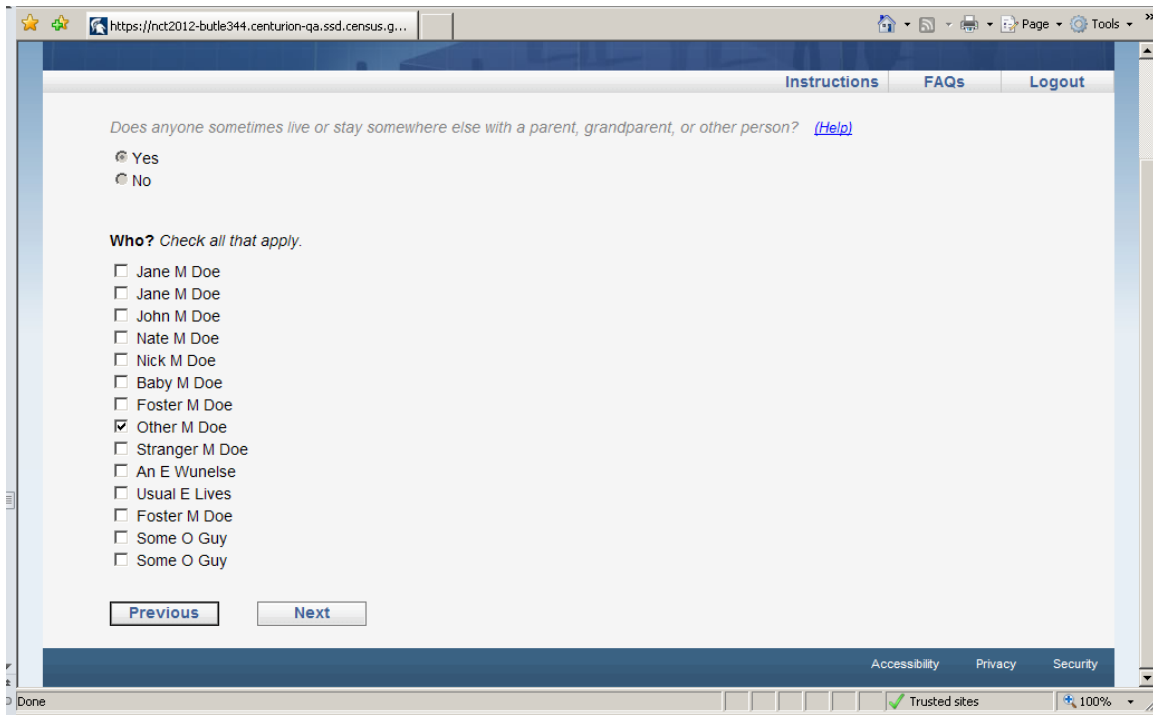 https://nct2012-butle344.centurion-qa.ssd.census.g...
Page Tools »
Instructions FAQs Logout
Does anyone sometimes live or stay somewhere else with a parent, grandparent, or other person? (Help)
Yes
No
Who? Check all that apply.
Jane M Doe
Jane M Doe
John M Doe
Nate M Doe
Nick M Doe
Baby M Doe
Foster M Doe
Other M Doe
Stranger M Doe
An E Wunelse
Usual E Lives
Foster M Doe
Some O Guy
Some O Guy
Previous Next
Accessibility Privacy Security
Done Trusted sites 100%